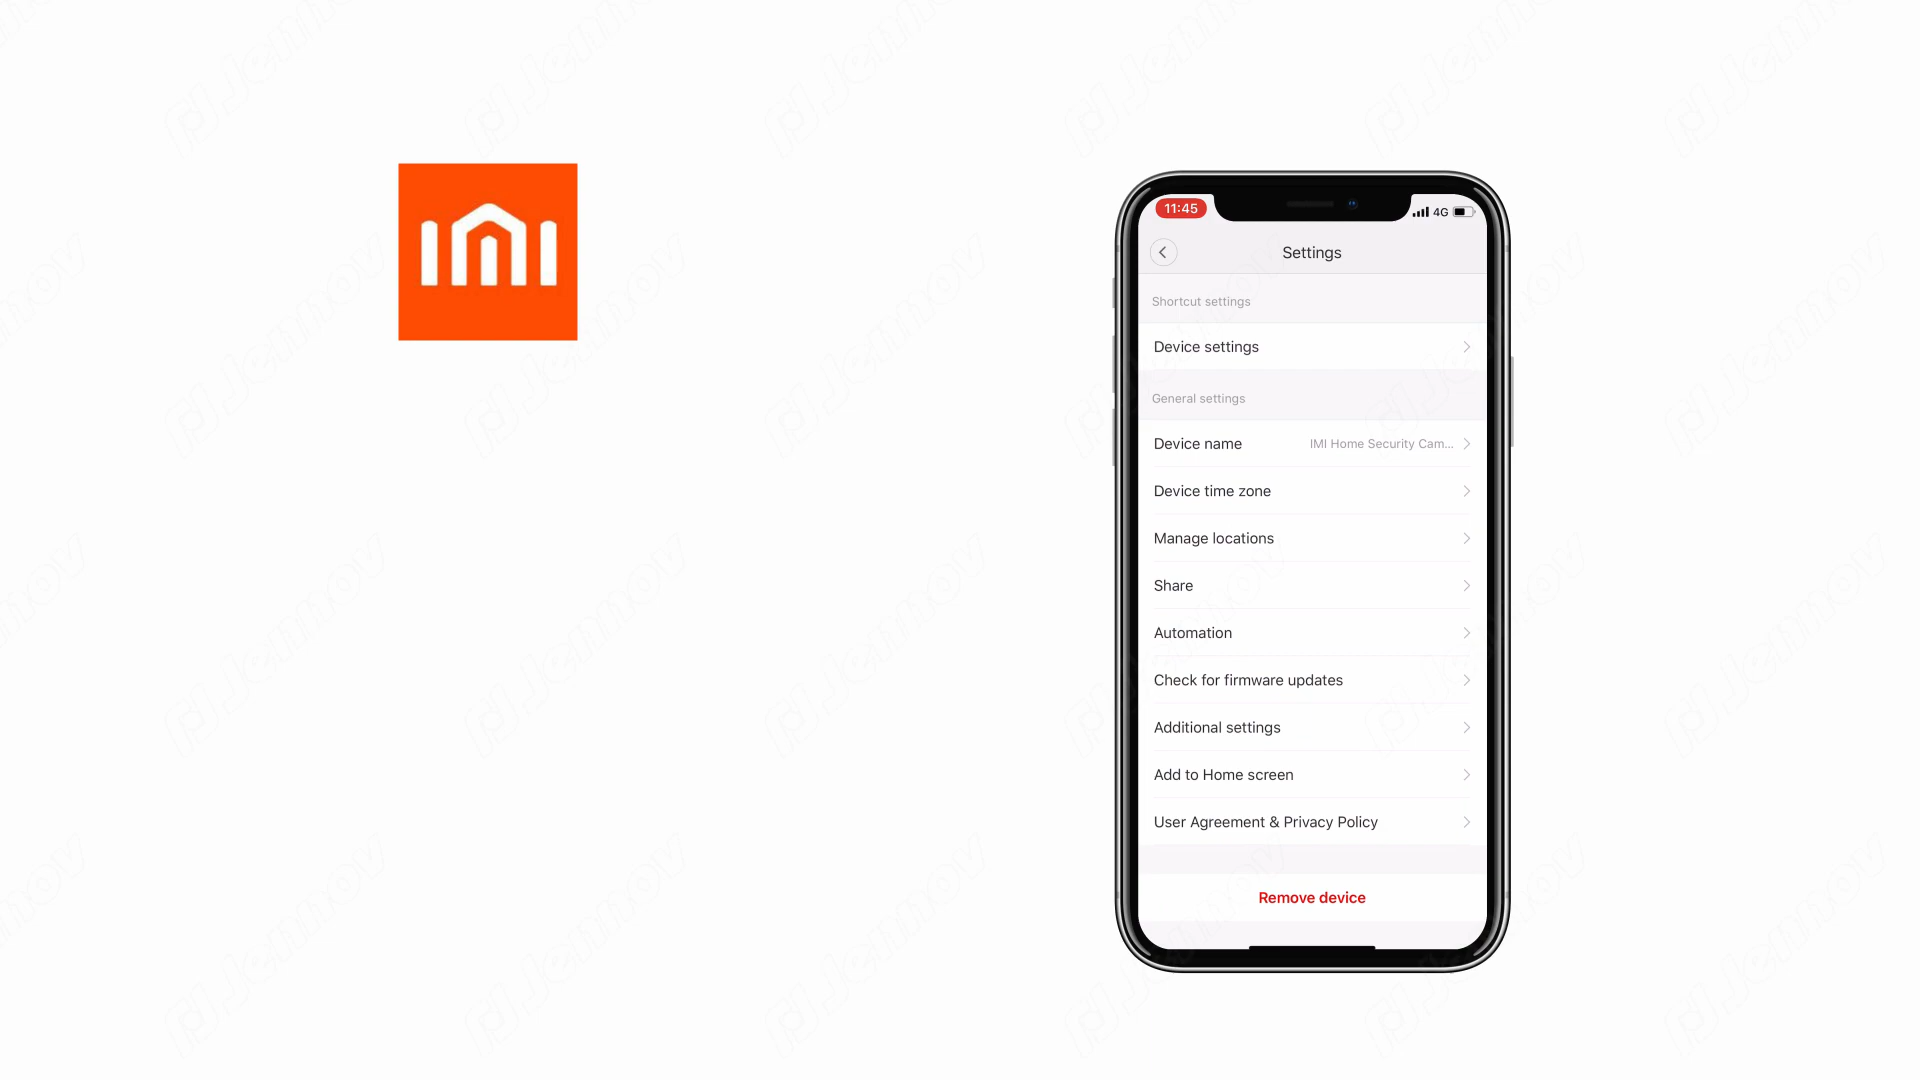 IMI
11:45
4G
Settings
Shortcut settings
Device settings
General settings
Device name
IMI Home Security Cam...
Device time zone
Manage locations
Share
Automation
Check for firmware updates
Additional settings
Add to Home screen
User Agreement & Privacy Policy
Remove device
Jennov